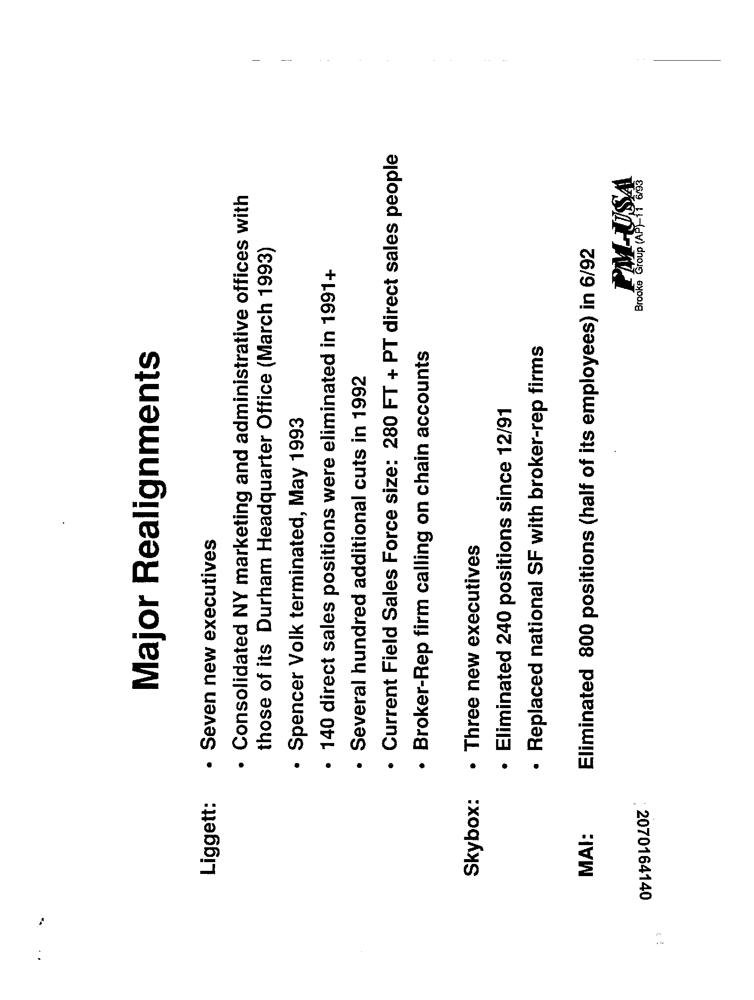 Major Realignments
Liggett: • Seven new executives
• Consolidated NY marketing and administrative offices with
those of its Durham Headquarter Office (March 1993)
• Spencer Volk terminated, May 1993
• 140 direct sales positions were eliminated in 1991+
• Several hundred additional cuts in 1992
• Current Field Sales Force size: 280 FT + PT direct sales people
• Broker-Rep firm calling on chain accounts
Skybox: • Three new executives
• Eliminated 240 positions since 12/91
• Replaced national SF with broker-rep firms
MAI: Eliminated 800 positions (half of its employees) in 6/92
PM-USA
Brooke Group (AP)–11 6/93
2070164140